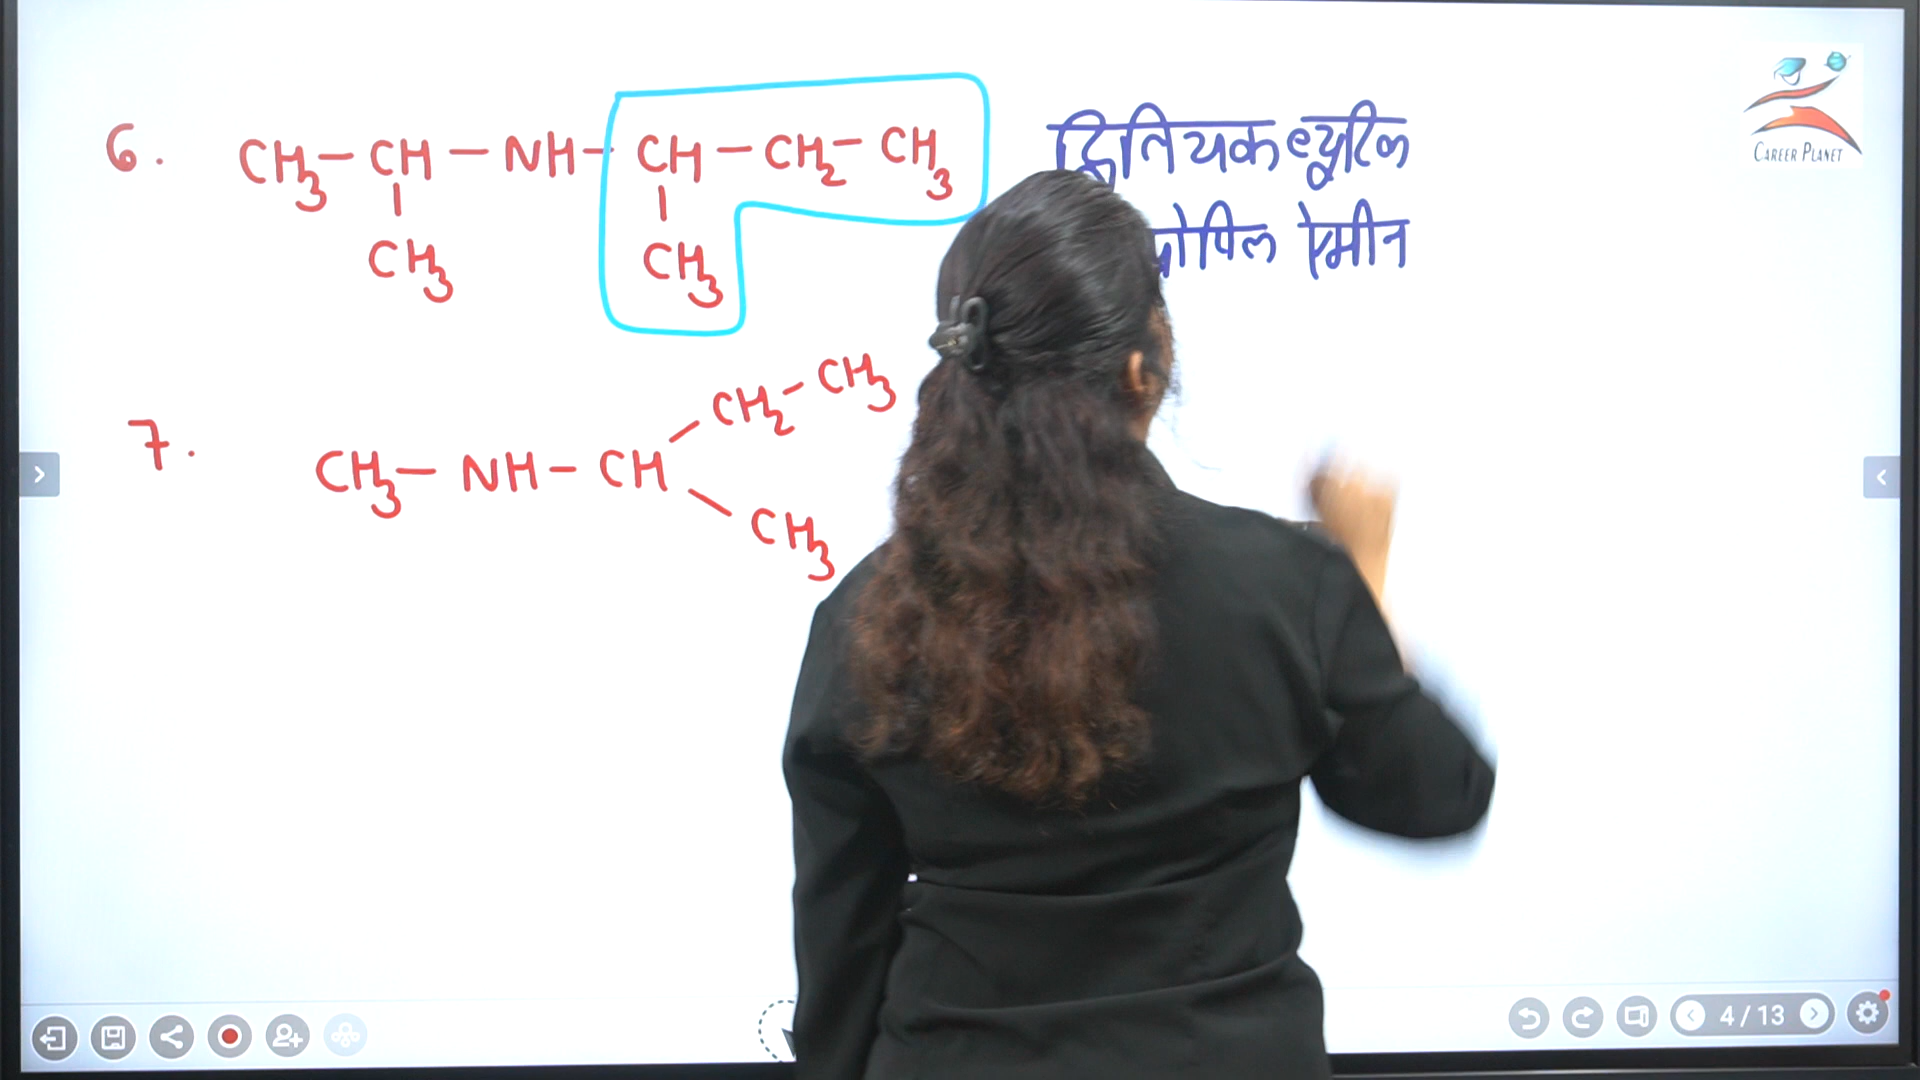 6. CH₃ – CH – NH – CH – CH₂ – CH₃
CH₃ CH₃
द्वितियक ब्यूटिल
प्रोपिल ऐमीन
7. CH₃ – NH – CH
CH₂ – CH₃
CH₃
CAREER PLANET
4 / 13